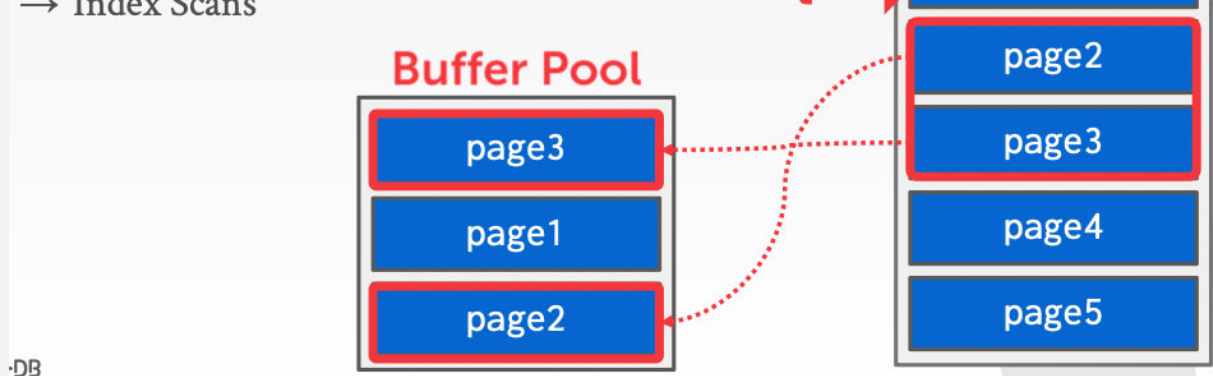 → Index Scans
Buffer Pool
page3
page1
page2
page2
page3
page4
page5
·DB